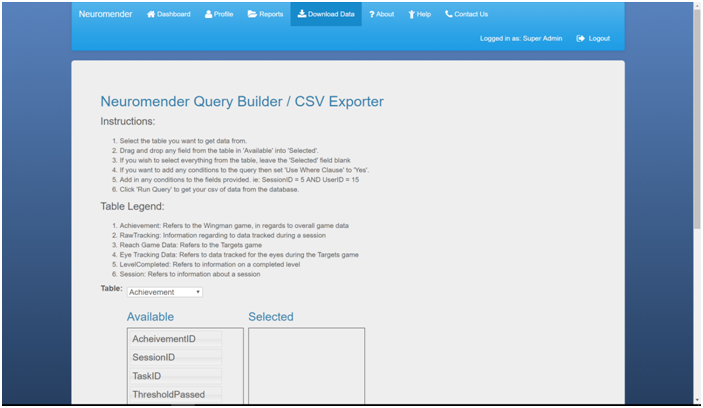 Neuromender Dashboard Profile Reports Download Data About Help Contact Us
Logged in as: Super Admin Logout
Neuromender Query Builder / CSV Exporter
Instructions:
1. Select the table you want to get data from.
2. Drag and drop any field from the table in 'Available' into 'Selected'.
3. If you wish to select everything from the table, leave the 'Selected' field blank
4. If you want to add any conditions to the query then set 'Use Where Clause' to 'Yes'.
5. Add in any conditions to the fields provided. ie: SessionID = 5 AND UserID = 15
6. Click 'Run Query' to get your csv of data from the database.
Table Legend:
1. Achievement: Refers to the Wingman game, in regards to overall game data
2. RawTracking: Information regarding to data tracked during a session
3. Reach Game Data: Refers to the Targets game
4. Eye Tracking Data: Refers to data tracked for the eyes during the Targets game
5. LevelCompleted: Refers to information on a completed level
6. Session: Refers to information about a session
Table: Achievement
Available Selected
AcheivementID
SessionID
TaskID
ThresholdPassed